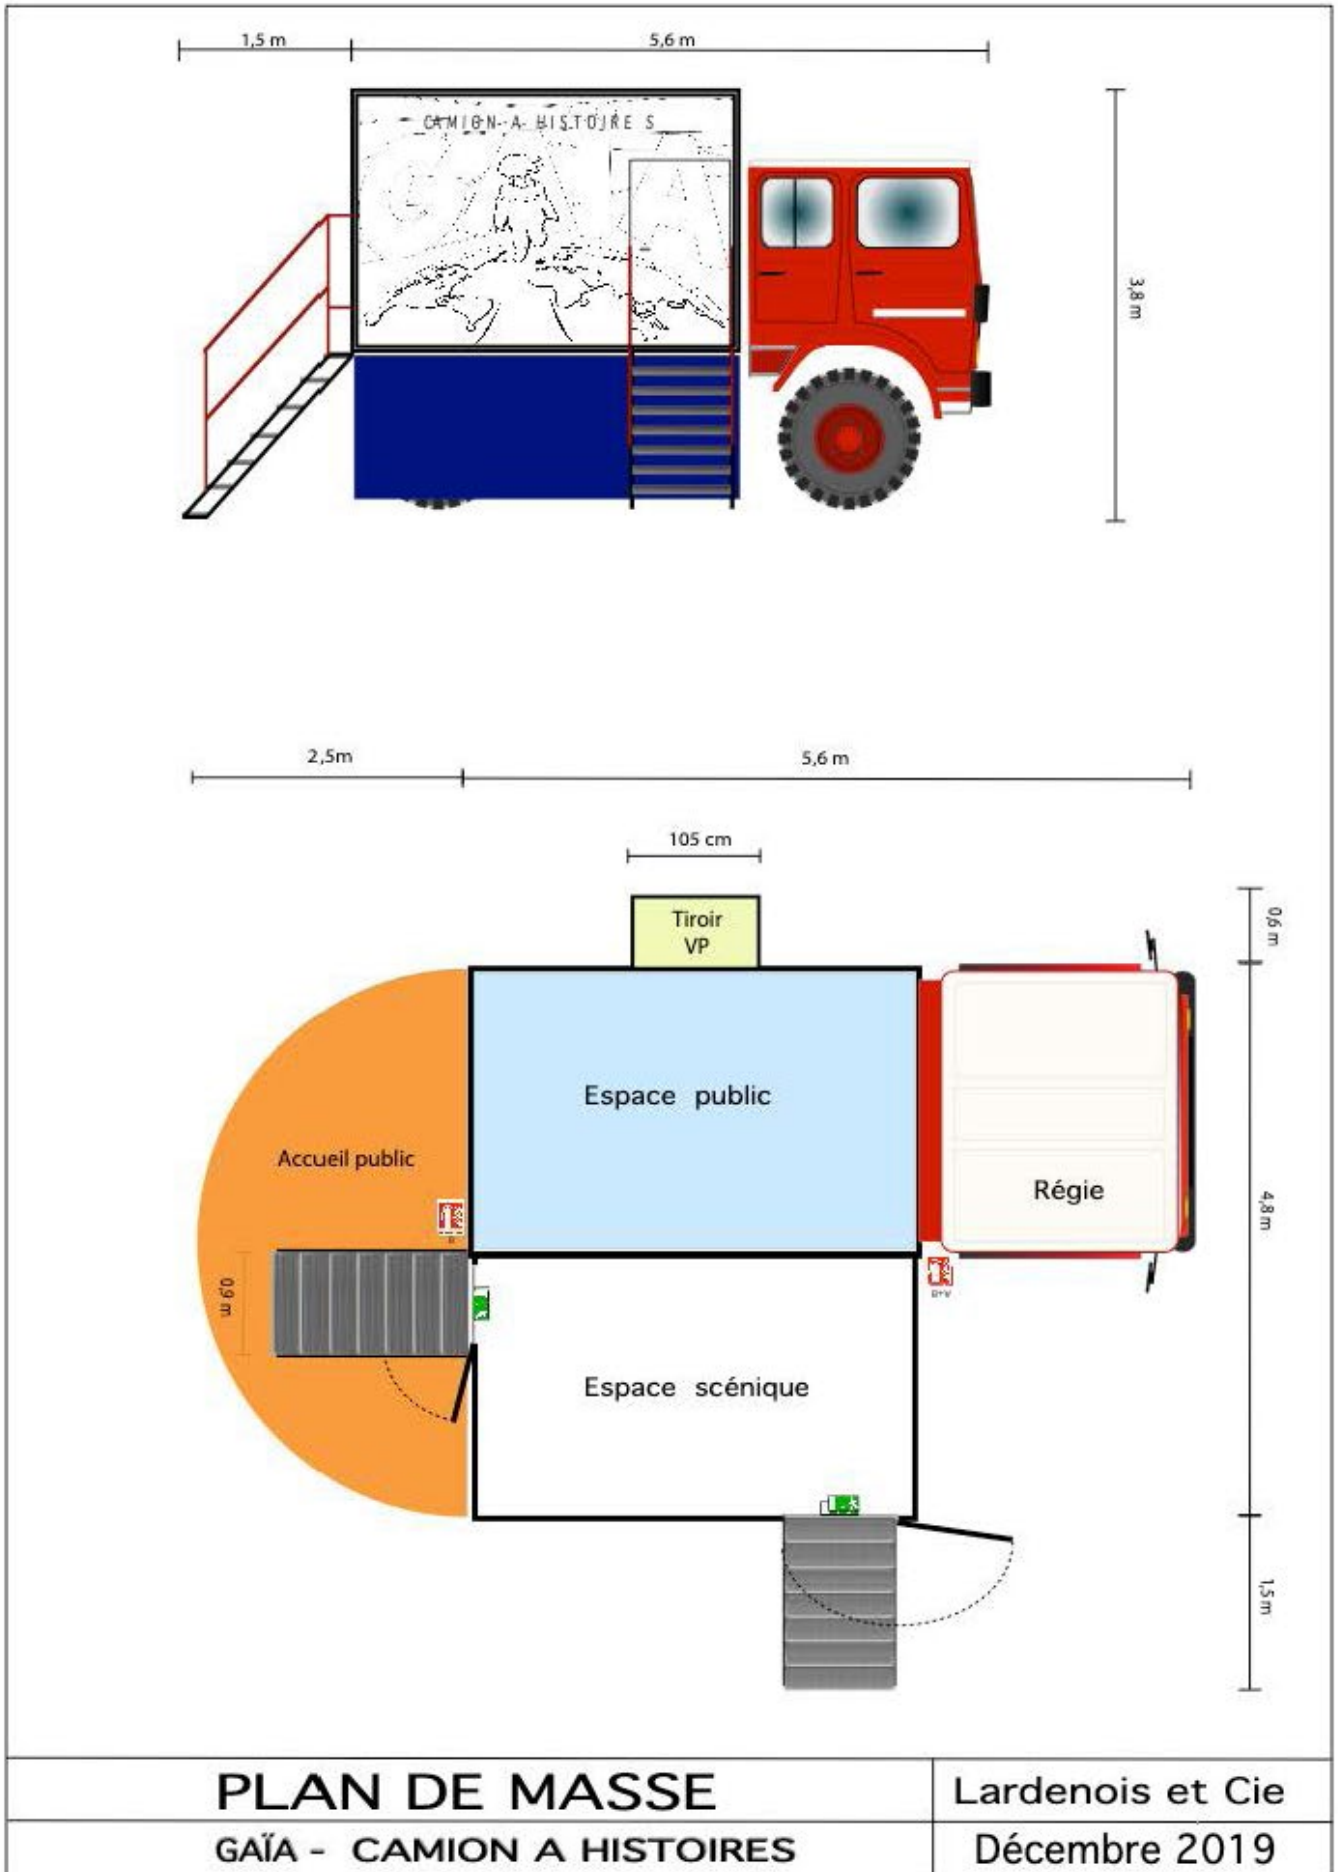 1,5 m
5,6 m
CAMION A HISTOIRE S
3,8 m
2,5m
5,6 m
105 cm
Tiroir
VP
0,6 m
Espace public
Accueil public
Régie
4,8 m
0,9 m
Espace scénique
1,5 m
PLAN DE MASSE
Lardenois et Cie
GAÏA - CAMION A HISTOIRES
Décembre 2019